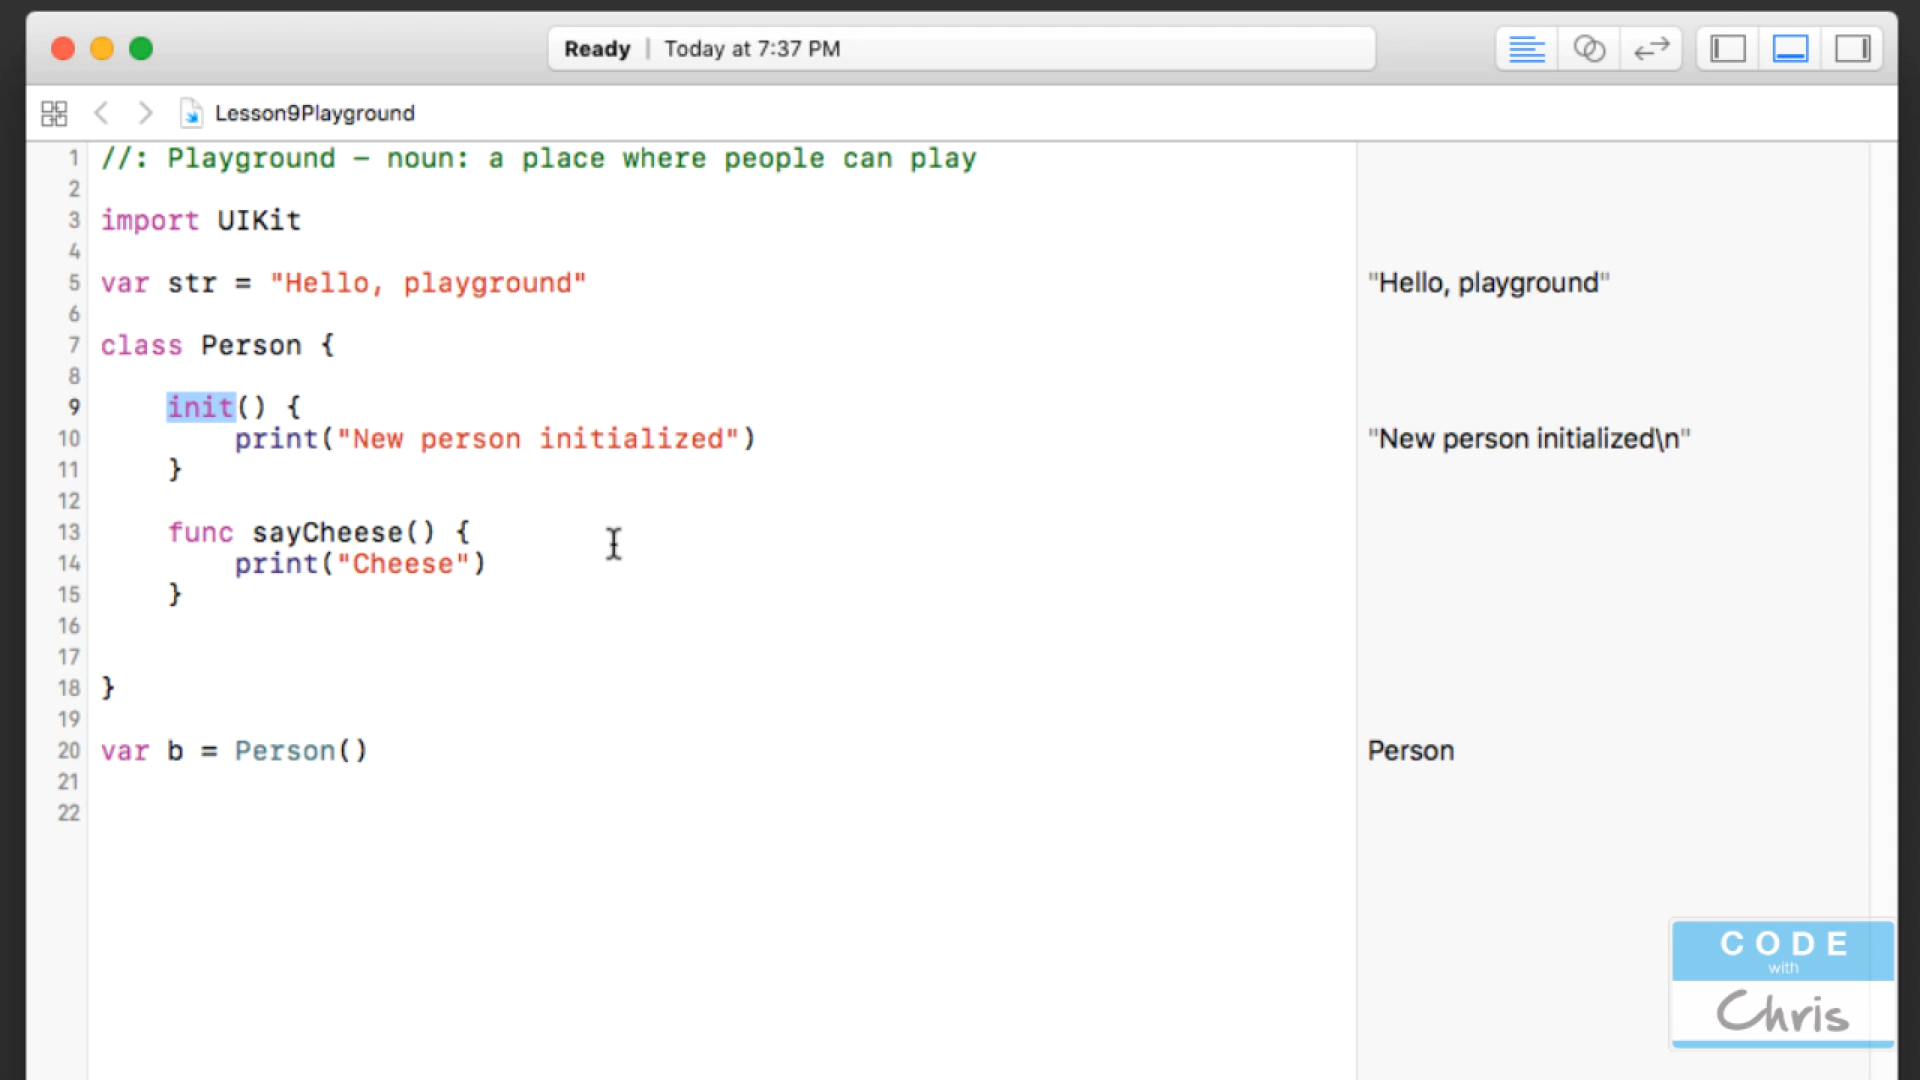 Ready | Today at 7:37 PM
Lesson9Playground
1 //: Playground – noun: a place where people can play
2
3 import UIKit
4
5 var str = "Hello, playground" "Hello, playground"
6
7 class Person {
8
9 init() {
10 print("New person initialized") "New person initialized\n"
11 }
12
13 func sayCheese() {
14 print("Cheese")
15 }
16
17
18 }
19
20 var b = Person() Person
21
22
CODE
with
Chris